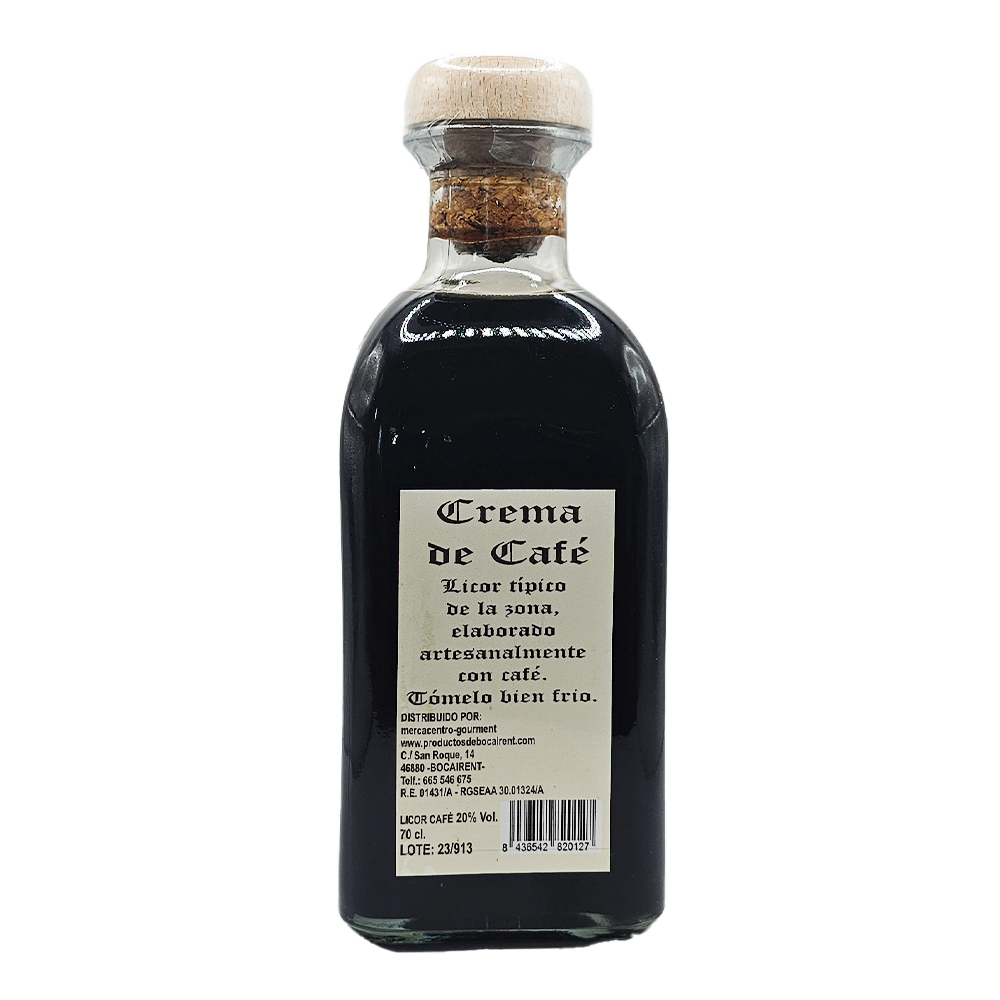 Crema
de Café
Licor típico
de la zona,
elaborado
artesanalmente
con café.
Tómelo bien frio.
DISTRIBUIDO POR:
mercacentro-gourment
www.productosdebocairent.com
C./ San Roque, 14
46880 -BOCAIRENT-
Telf.: 665 546 675
R.E. 01431/A - RGSEAA 30.01324/A
LICOR CAFÉ 20% Vol.
70 cl.
LOTE: 23/913
8 436542 820127